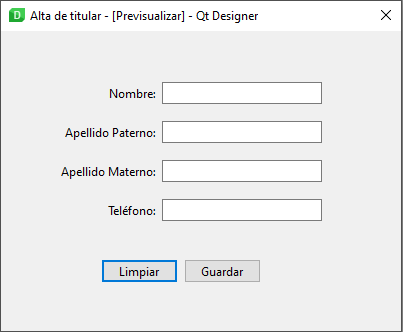 Alta de titular - [Previsualizar] - Qt Designer
Nombre:
Apellido Paterno:
Apellido Materno:
Teléfono:
Limpiar Guardar